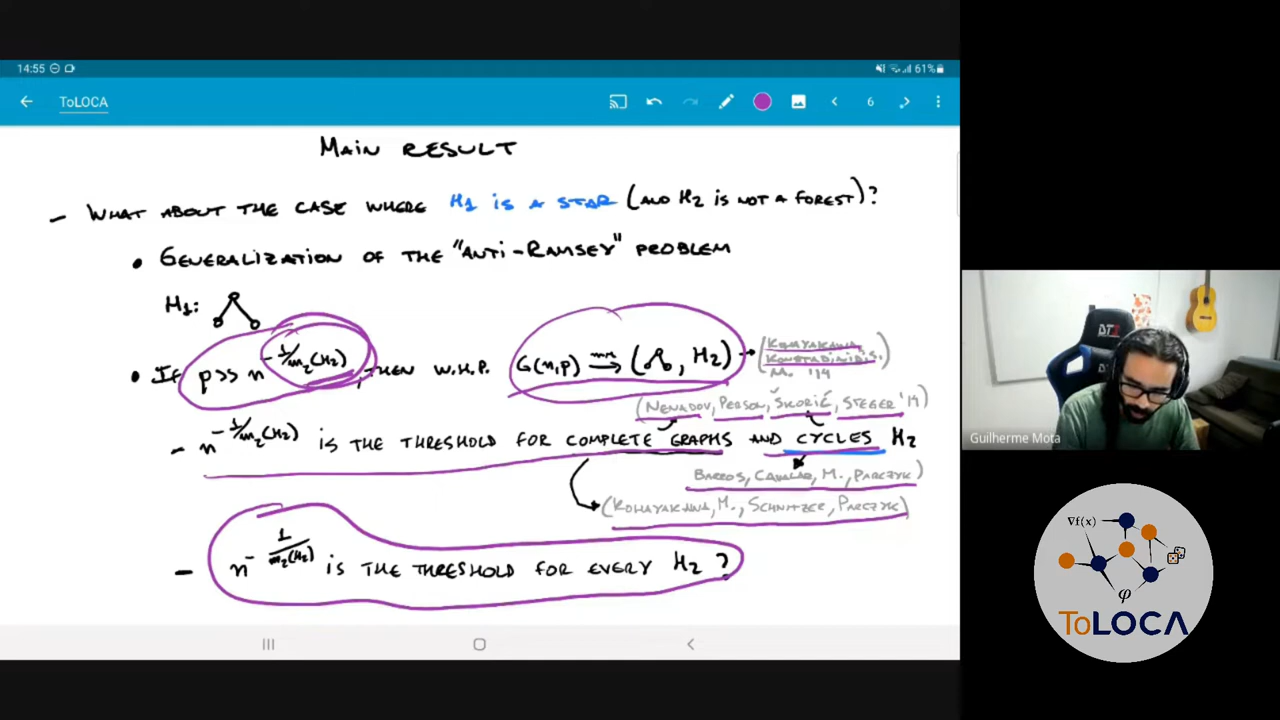 14:55
61%
ToLOCA
6
MAIN RESULT
- WHAT ABOUT THE CASE WHERE H1 IS A STAR (AND H2 IS NOT A FOREST)?
• GENERALIZATION OF THE "ANTI-RAMSEY" PROBLEM
H1:
• IF p >> n^{-1/m₂(H2)}, THEN W.H.P. G(n,p) → ( , H2) → (KOHAYAKAWA,
KONSTADINIDIS.
M. '14
(NENADOV, PERSON, ŠKORIĆ, STEGER '14)
- n^{-1/m₂(H2)} IS THE THRESHOLD FOR COMPLETE GRAPHS AND CYCLES H2
BARROS, CAVALAR, M., PARCZYK)
(KOHAYAKAWA, M., SCHNITZER, PARCZYK)
- n^{-1/m₂(H2)} IS THE THRESHOLD FOR EVERY H2?
Guilherme Mota
∇f(x)
φ
ToLOCA